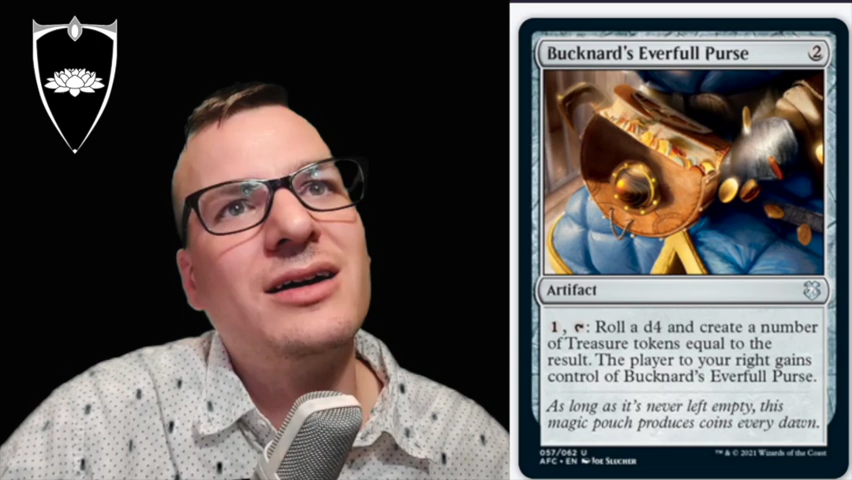 Bucknard's Everfull Purse 2
Artifact
1, T: Roll a d4 and create a number
of Treasure tokens equal to the
result. The player to your right gains
control of Bucknard's Everfull Purse.
As long as it's never left empty, this
magic pouch produces coins every dawn.
057/062 U
AFC • EN Joe Slucher
™ & © 2021 Wizards of the Coast